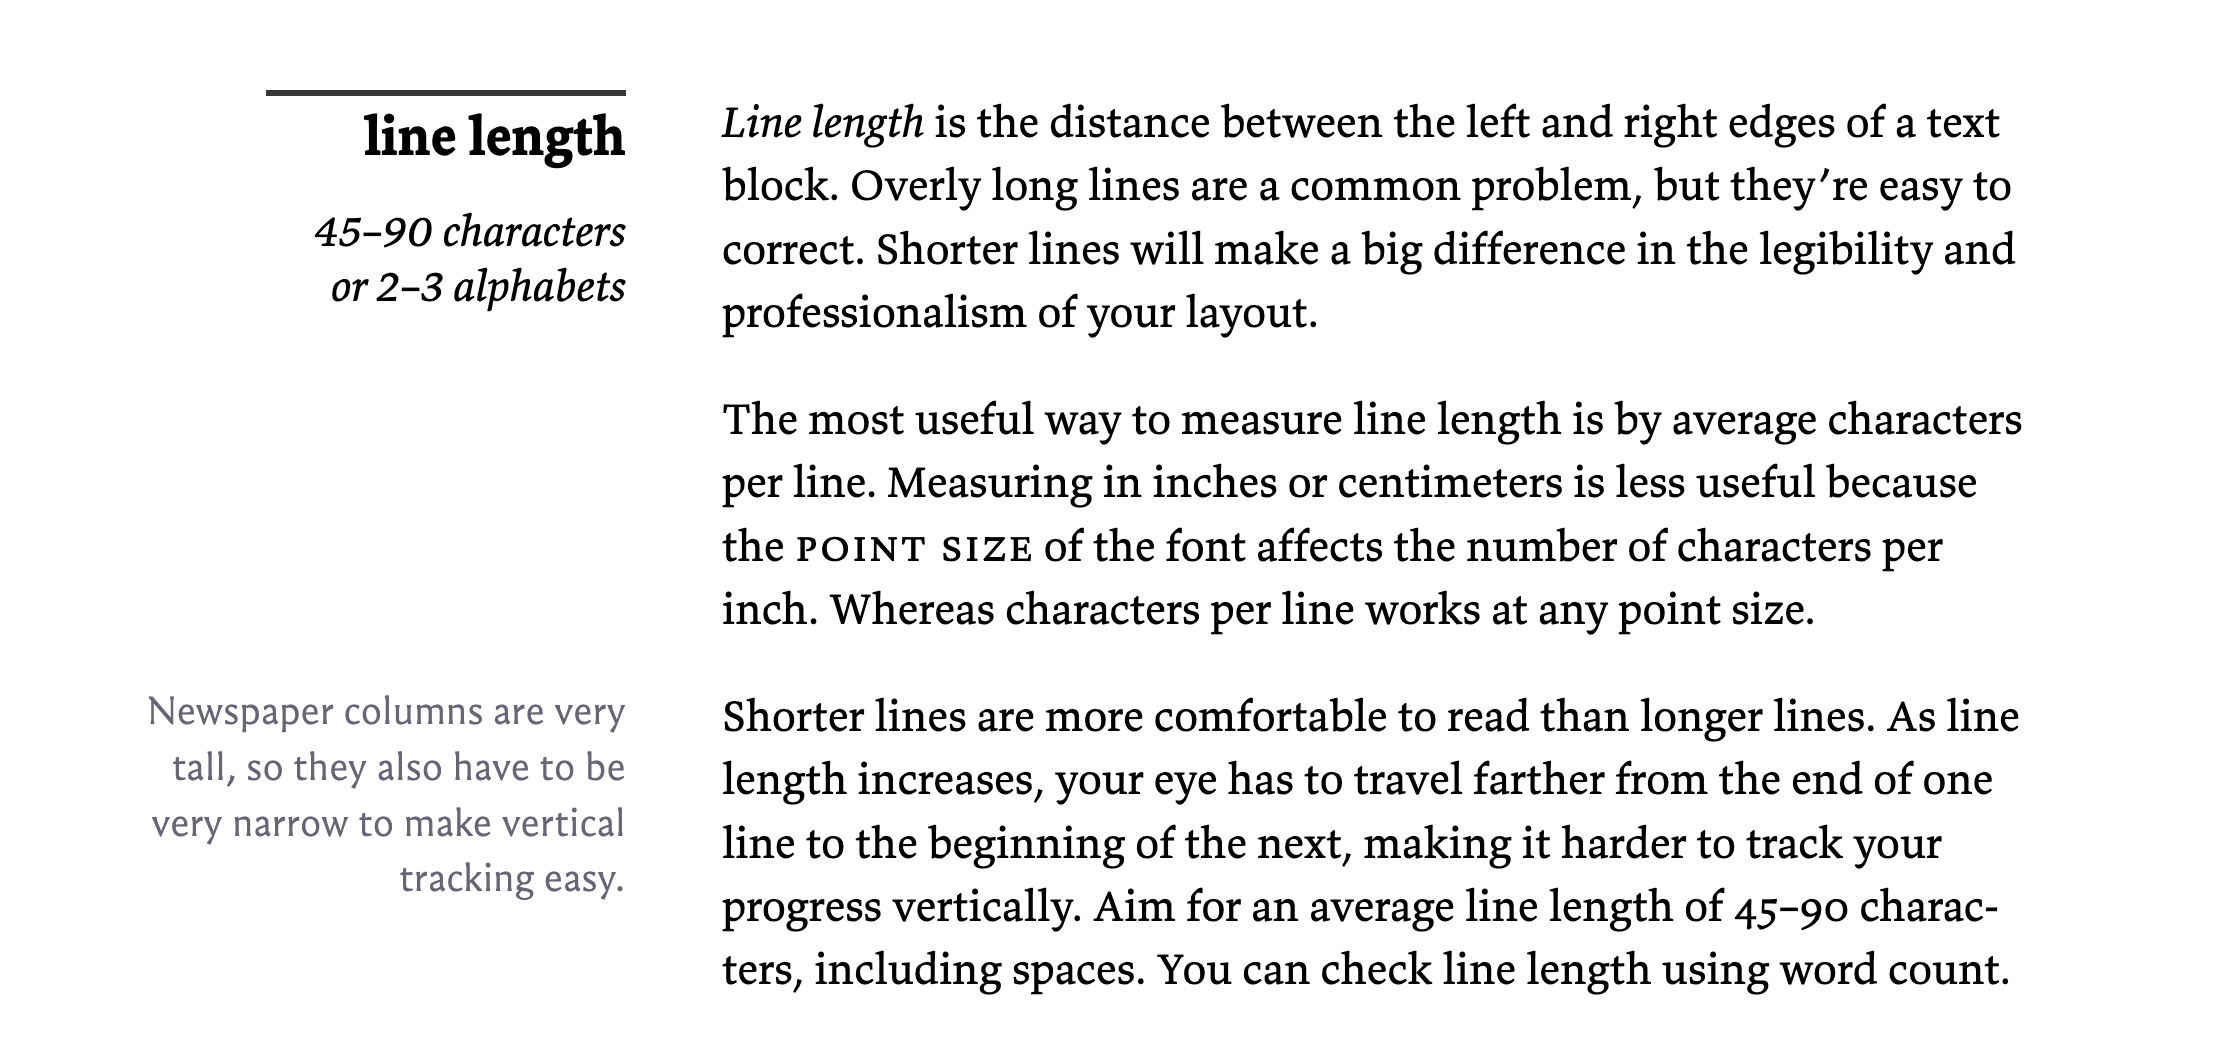 line length
45–90 characters
or 2–3 alphabets
Line length is the distance between the left and right edges of a text
block. Overly long lines are a common problem, but they’re easy to
correct. Shorter lines will make a big difference in the legibility and
professionalism of your layout.
The most useful way to measure line length is by average characters
per line. Measuring in inches or centimeters is less useful because
the POINT SIZE of the font affects the number of characters per
inch. Whereas characters per line works at any point size.
Newspaper columns are very
tall, so they also have to be
very narrow to make vertical
tracking easy.
Shorter lines are more comfortable to read than longer lines. As line
length increases, your eye has to travel farther from the end of one
line to the beginning of the next, making it harder to track your
progress vertically. Aim for an average line length of 45–90 charac-
ters, including spaces. You can check line length using word count.